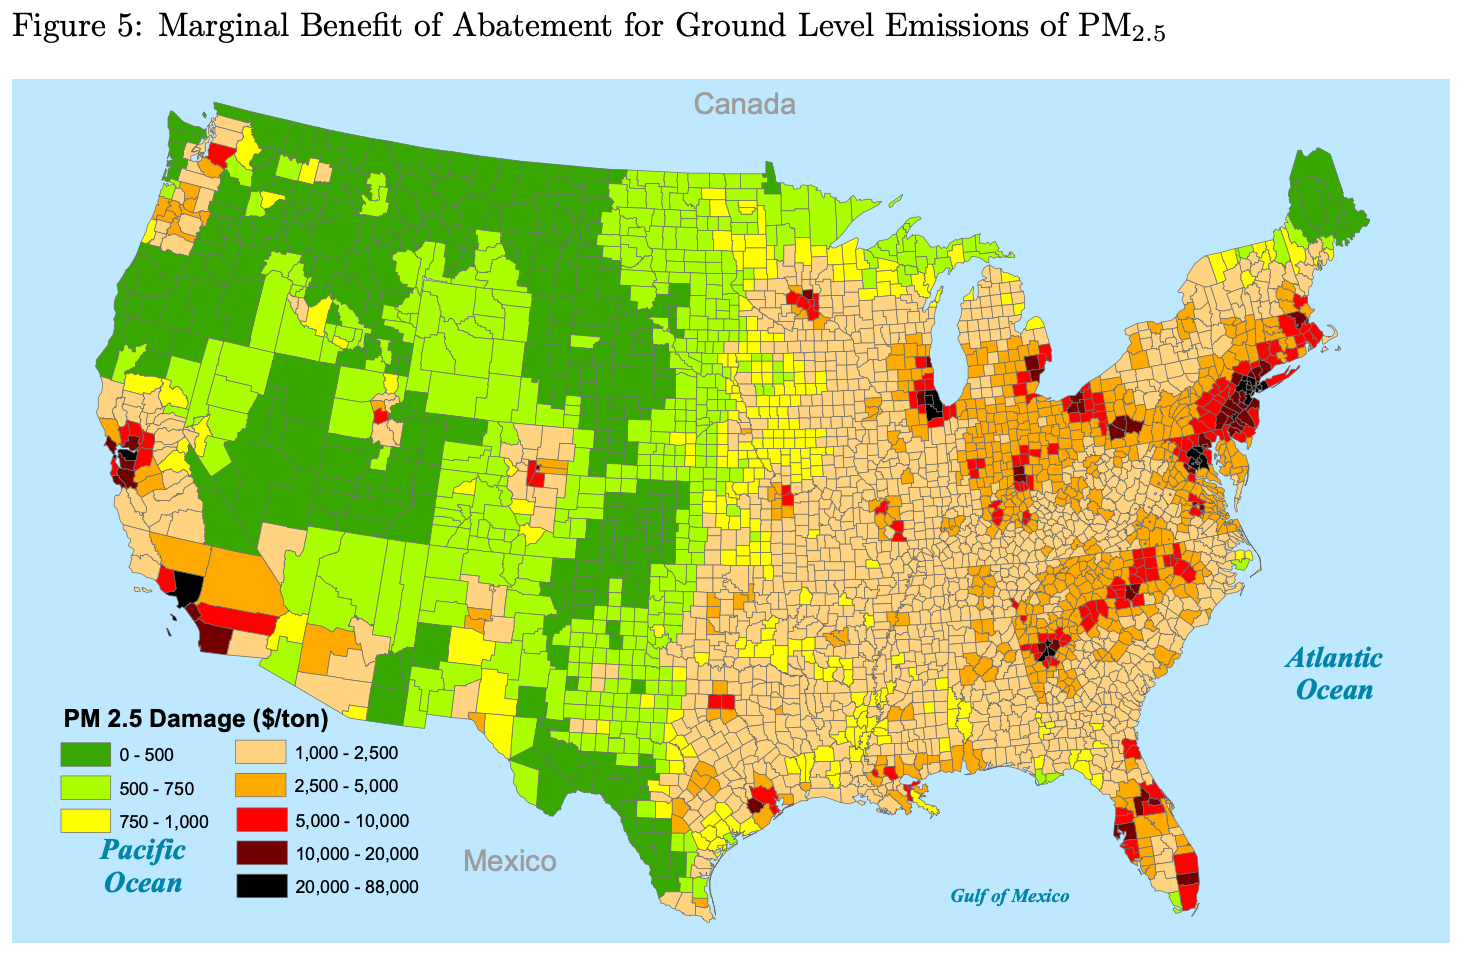 Figure 5: Marginal Benefit of Abatement for Ground Level Emissions of PM2.5
Canada
Atlantic
Ocean
PM 2.5 Damage ($/ton)
0 - 500
500 - 750
750 - 1,000
1,000 - 2,500
2,500 - 5,000
5,000 - 10,000
10,000 - 20,000
20,000 - 88,000
Pacific
Ocean
Mexico
Gulf of Mexico